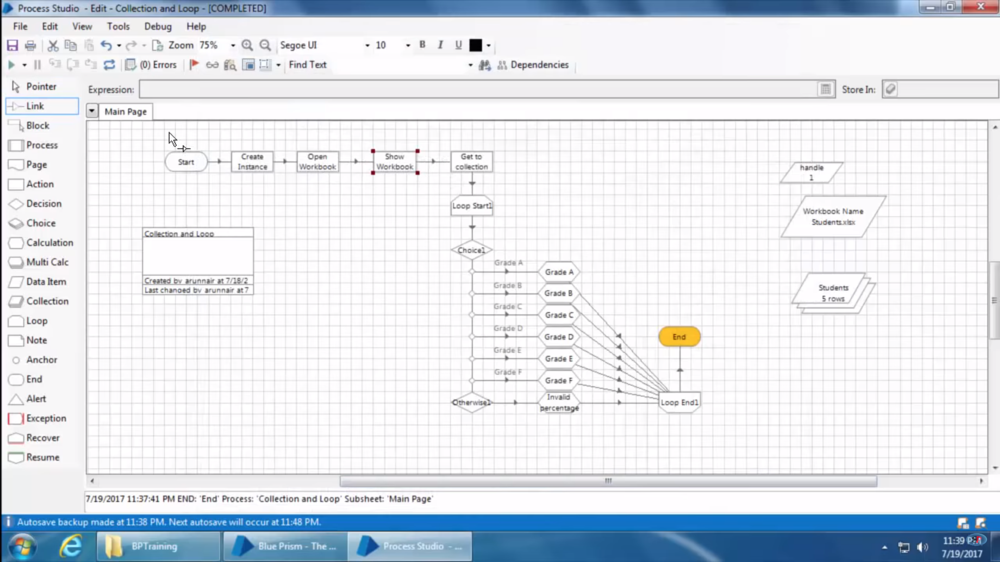 Process Studio - Edit - Collection and Loop - [COMPLETED]
File Edit View Tools Debug Help
Zoom 75% Segoe UI 10 B I U
(0) Errors Find Text Dependencies
Pointer
Link
Block
Process
Page
Action
Decision
Choice
Calculation
Multi Calc
Data Item
Collection
Loop
Note
Anchor
End
Alert
Exception
Recover
Resume
Expression: Store In:
Main Page
Start
Create
Instance
Open
Workbook
Show
Workbook
Get to
collection
Loop Start1
Choice1
Grade A
Grade A
Grade B
Grade B
Grade C
Grade C
Grade D
Grade D
Grade E
Grade E
Grade F
Grade F
Otherwise1
Invalid
percentage
Loop End1
End
handle
1
Workbook Name
Students.xlsx
Students
5 rows
Collection and Loop
Created by arunnair at 7/18/2
Last changed by arunnair at 7
7/19/2017 11:37:41 PM END: 'End' Process: 'Collection and Loop' Subsheet: 'Main Page'
Autosave backup made at 11:38 PM. Next autosave will occur at 11:48 PM.
BPTraining
Blue Prism - The ...
Process Studio - ...
11:39
7/19/2017